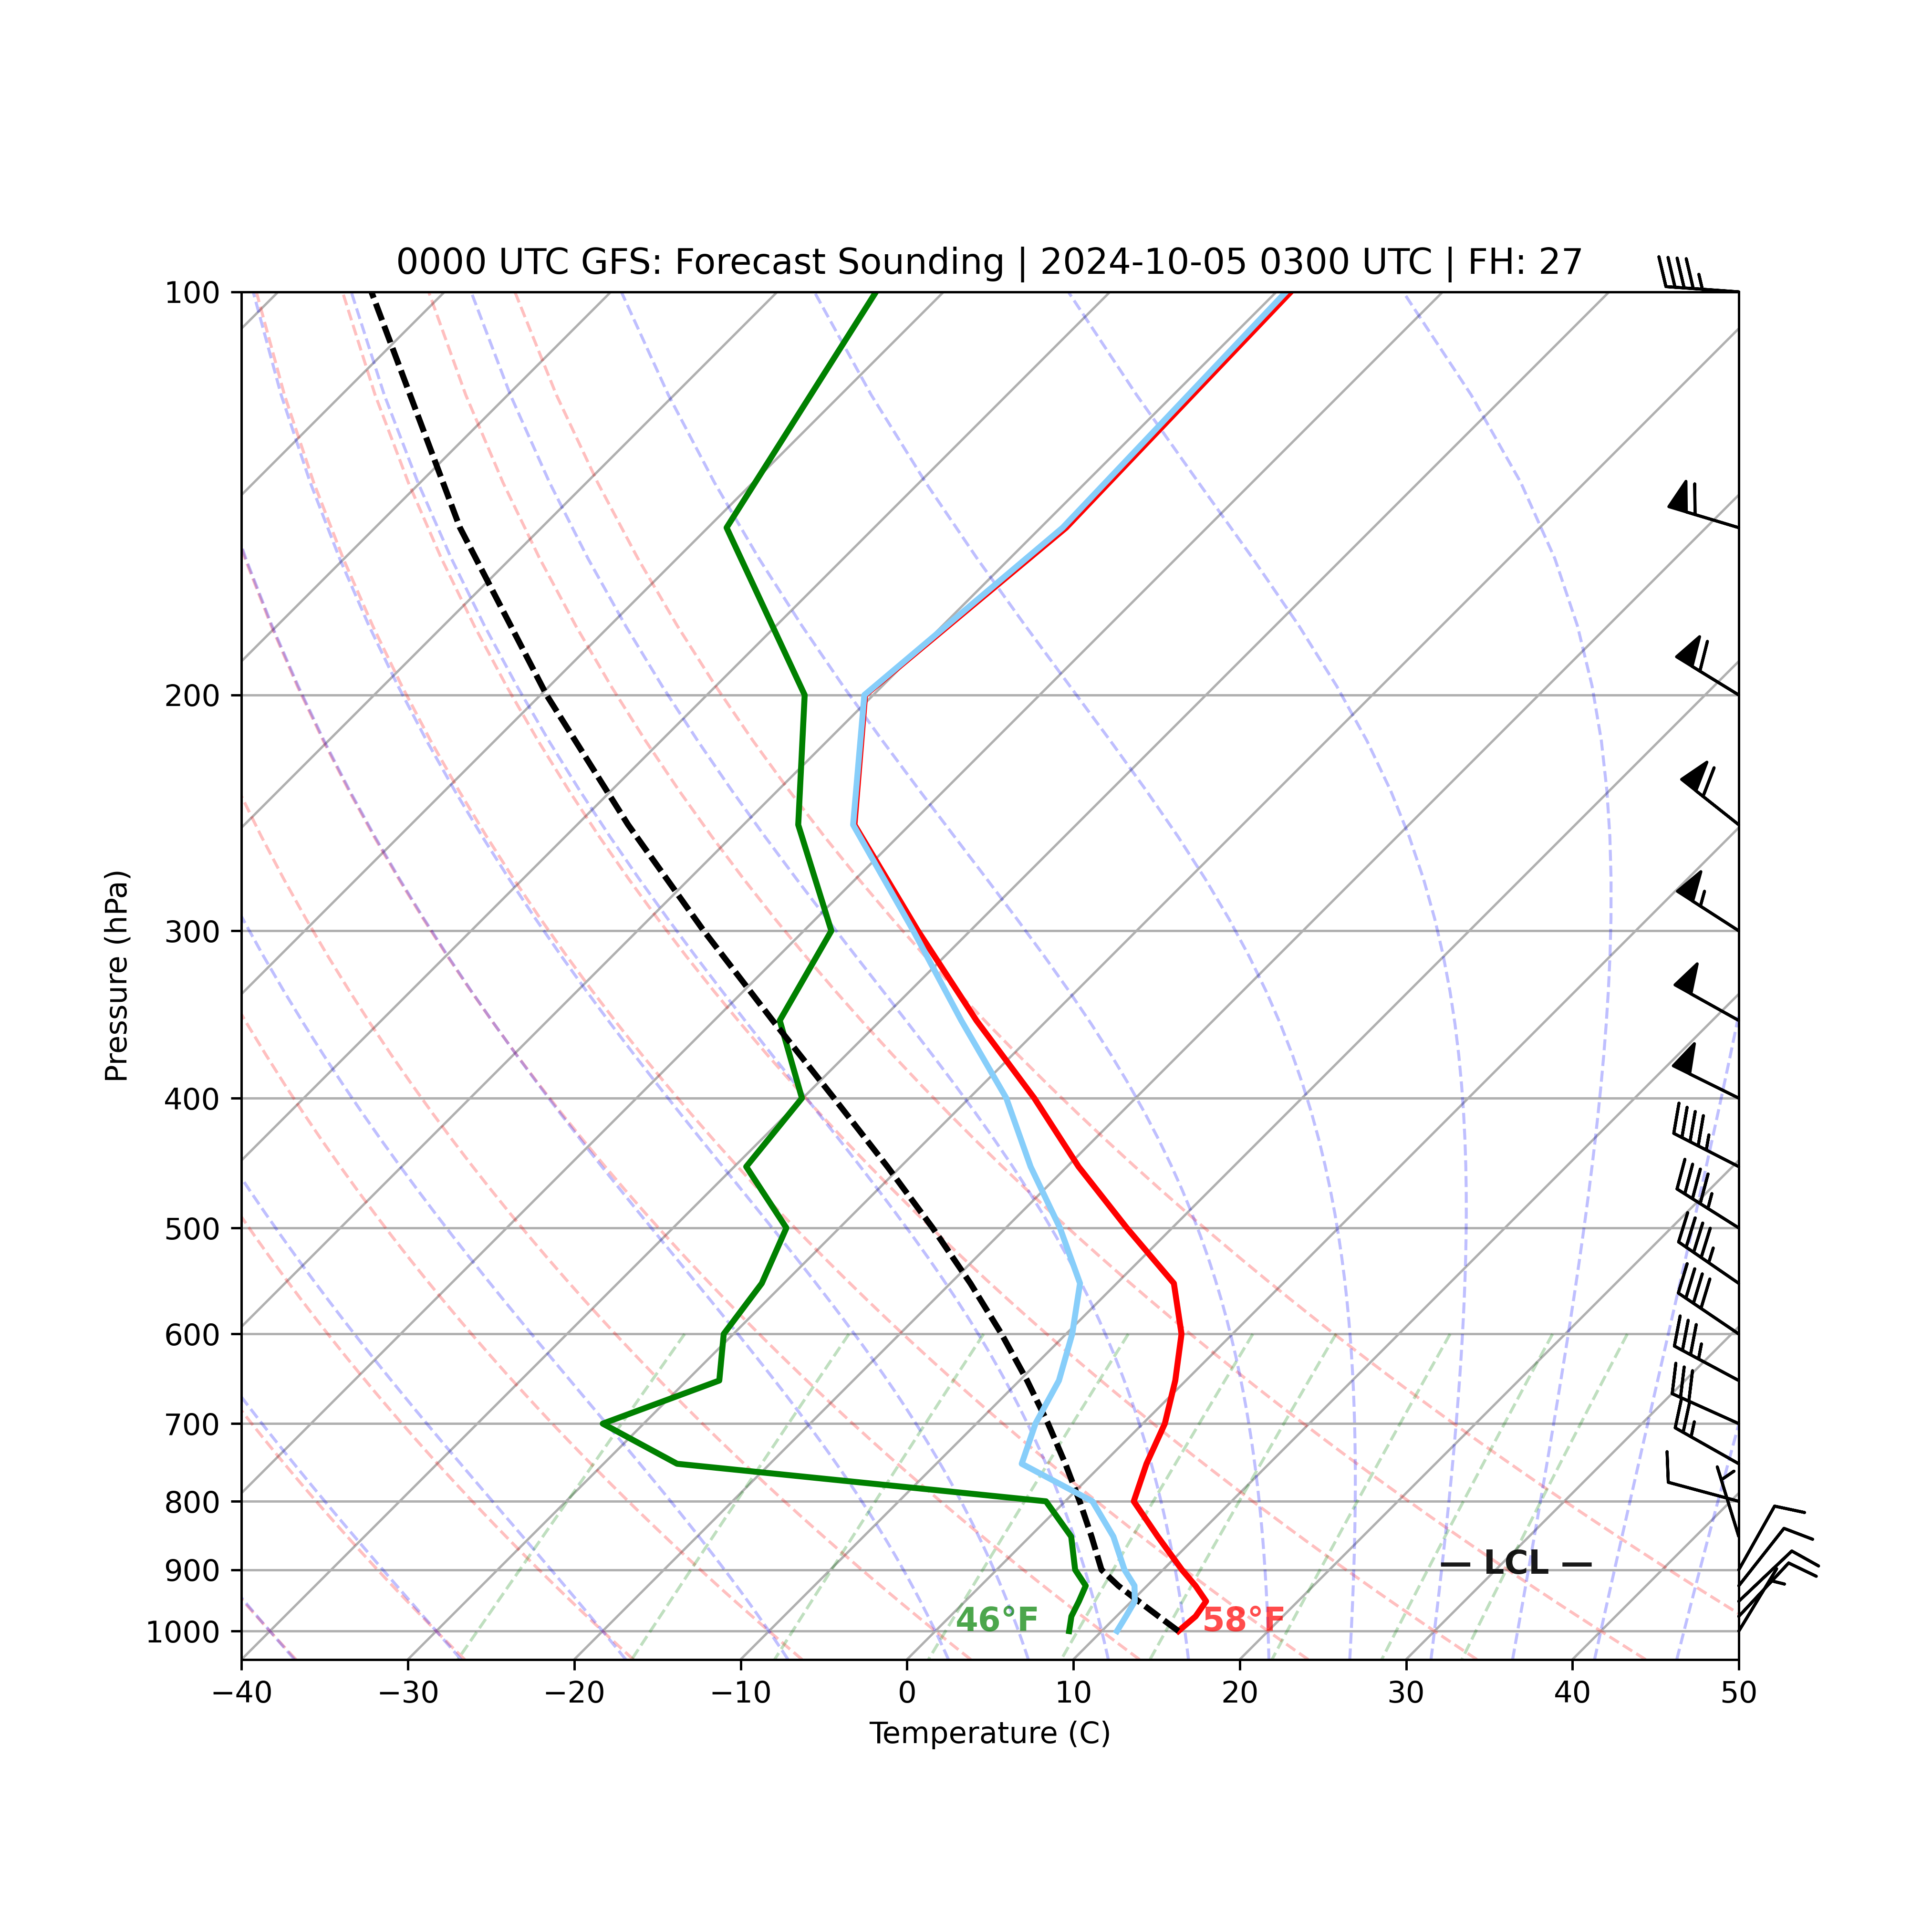 0000 UTC GFS: Forecast Sounding | 2024-10-05 0300 UTC | FH: 27
100
200
300
400
500
600
700
800
900
1000
Pressure (hPa)
— LCL —
46°F
58°F
−40 −30 −20 −10 0 10 20 30 40 50
Temperature (C)